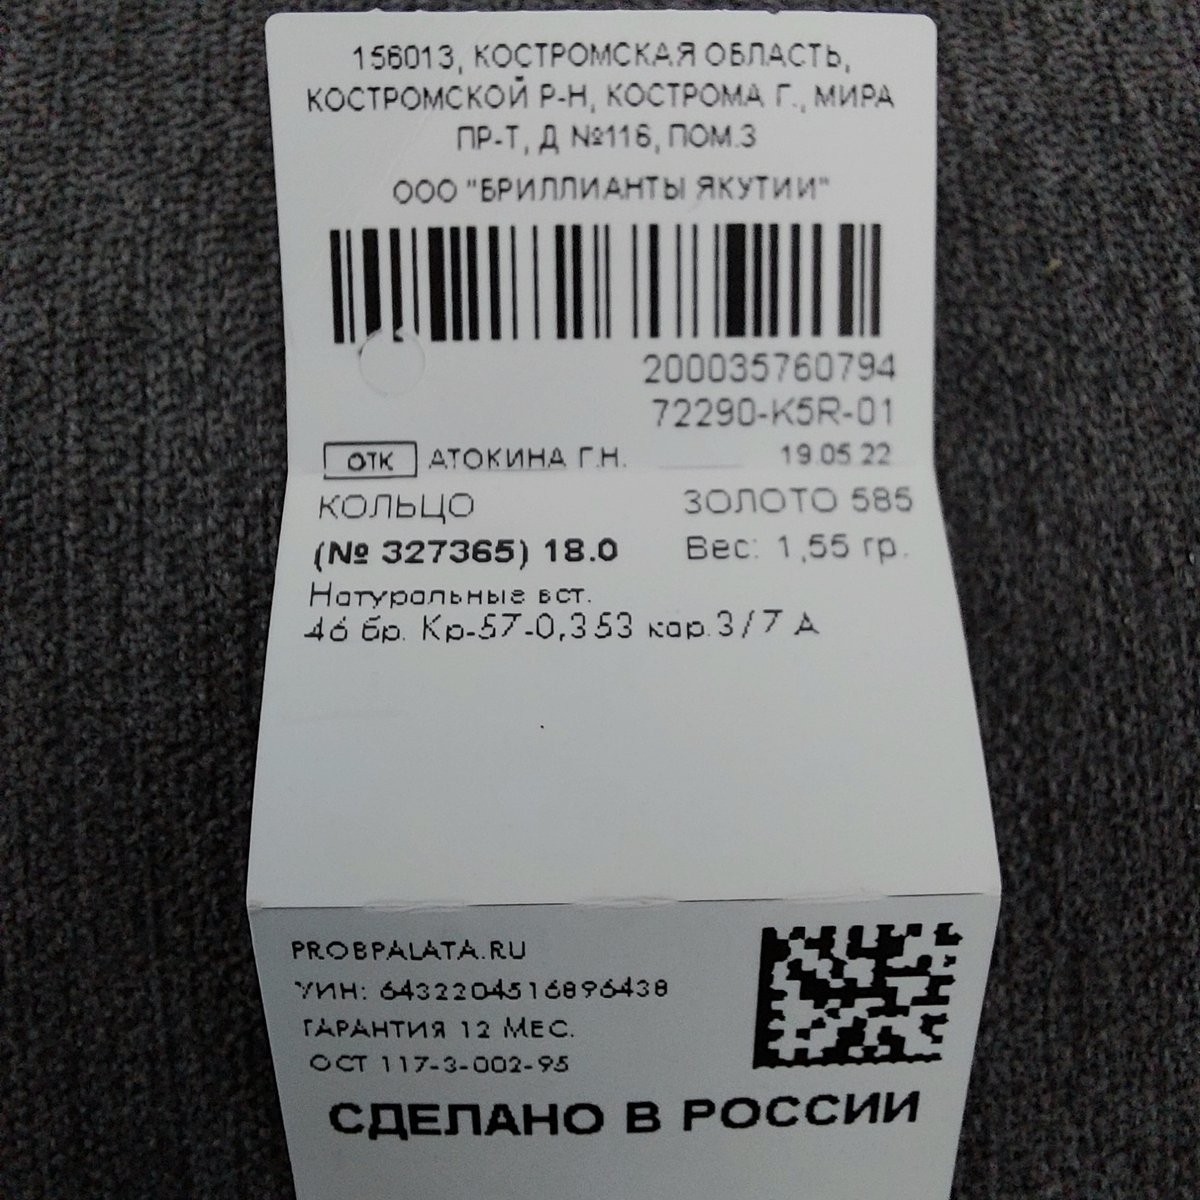 156013, КОСТРОМСКАЯ ОБЛАСТЬ,
КОСТРОМСКОЙ Р-Н, КОСТРОМА Г., МИРА
ПР-Т, Д №116, ПОМ.3
ООО "БРИЛЛИАНТЫ ЯКУТИИ"
200035760794
72290-K5R-01
ОТК АТОКИНА Г.Н. 19.05.22
КОЛЬЦО ЗОЛОТО 585
(№ 327365) 18.0 Вес: 1,55 гр.
Натуральные вст.
46 бр. Кр-57-0,353 кар.3/7 А
PROBPALATA.RU
УИН: 6432204516896438
ГАРАНТИЯ 12 МЕС.
ОСТ 117-3-002-95
СДЕЛАНО В РОССИИ